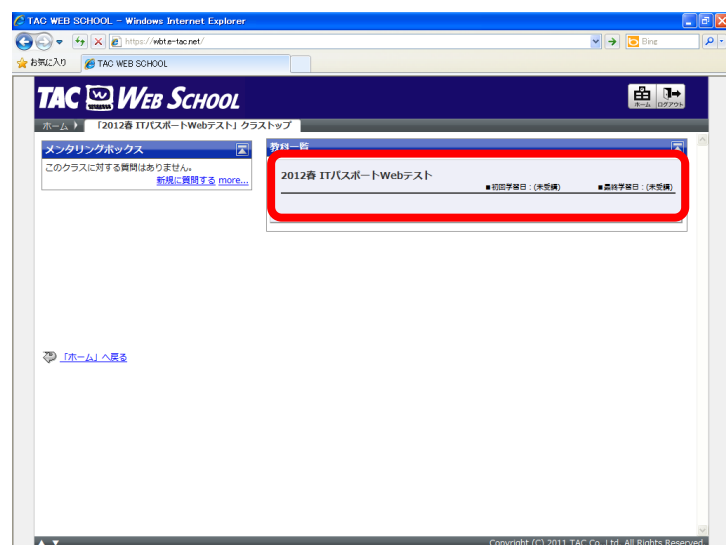 TAC WEB SCHOOL - Windows Internet Explorer
https://wbt.e-tac.net/
Bing
お気に入り
TAC WEB SCHOOL
TAC WEB SCHOOL
ホーム
ログアウト
ホーム
「2012春 ITパスポートWebテスト」クラストップ
メンタリングボックス
このクラスに対する質問はありません。
新規に質問する more...
教科一覧
2012春 ITパスポートWebテスト
■初回学習日:(未受講)
■最終学習日:(未受講)
「ホーム」へ戻る
Copyright (C) 2011 TAC Co.,Ltd. All Rights Reserved.